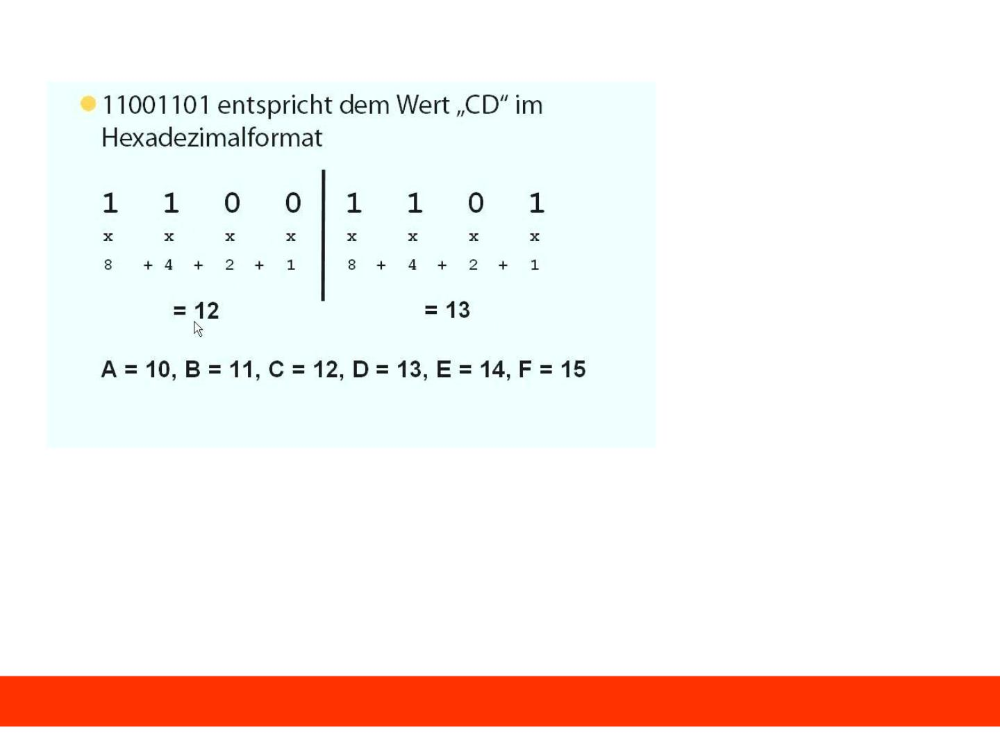 11001101 entspricht dem Wert „CD“ im
Hexadezimalformat
1 1 0 0 | 1 1 0 1
x x x x x x x x
8 + 4 + 2 + 1 8 + 4 + 2 + 1
= 12 = 13
A = 10, B = 11, C = 12, D = 13, E = 14, F = 15